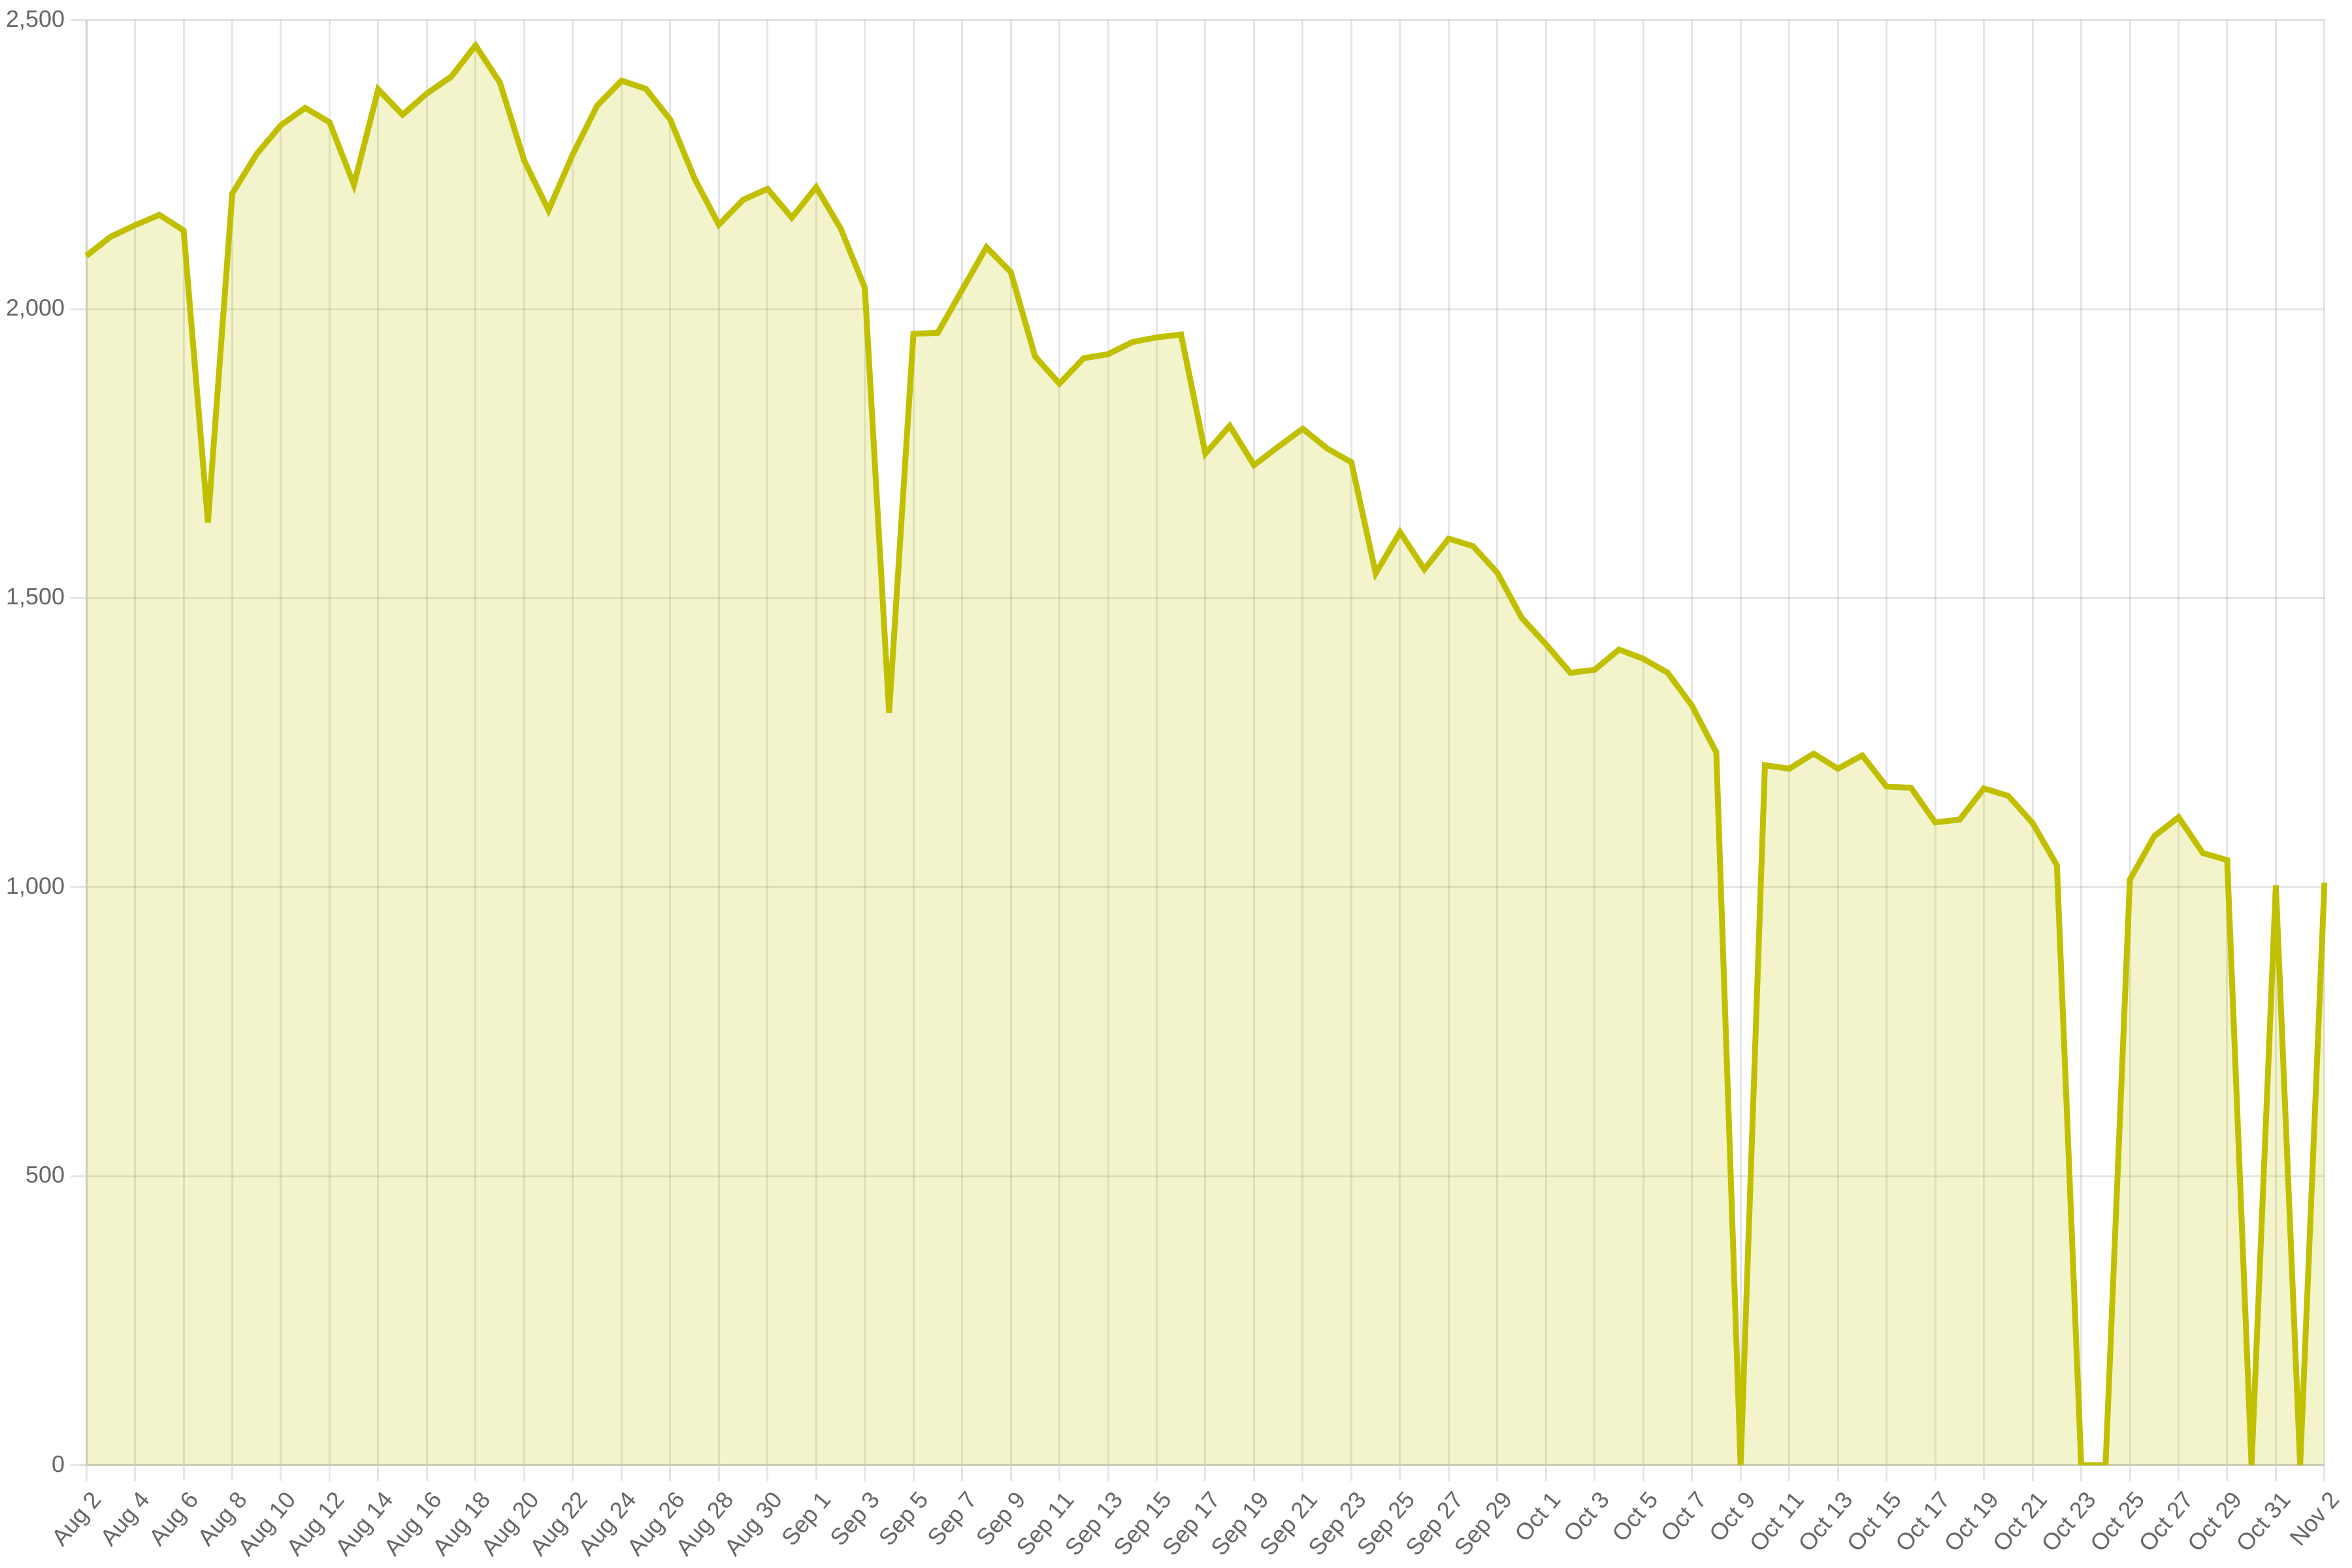 2,500
2,000
1,500
1,000
500
0
Aug 2
Aug 4
Aug 6
Aug 8
Aug 10
Aug 12
Aug 14
Aug 16
Aug 18
Aug 20
Aug 22
Aug 24
Aug 26
Aug 28
Aug 30
Sep 1
Sep 3
Sep 5
Sep 7
Sep 9
Sep 11
Sep 13
Sep 15
Sep 17
Sep 19
Sep 21
Sep 23
Sep 25
Sep 27
Sep 29
Oct 1
Oct 3
Oct 5
Oct 7
Oct 9
Oct 11
Oct 13
Oct 15
Oct 17
Oct 19
Oct 21
Oct 23
Oct 25
Oct 27
Oct 29
Oct 31
Nov 2